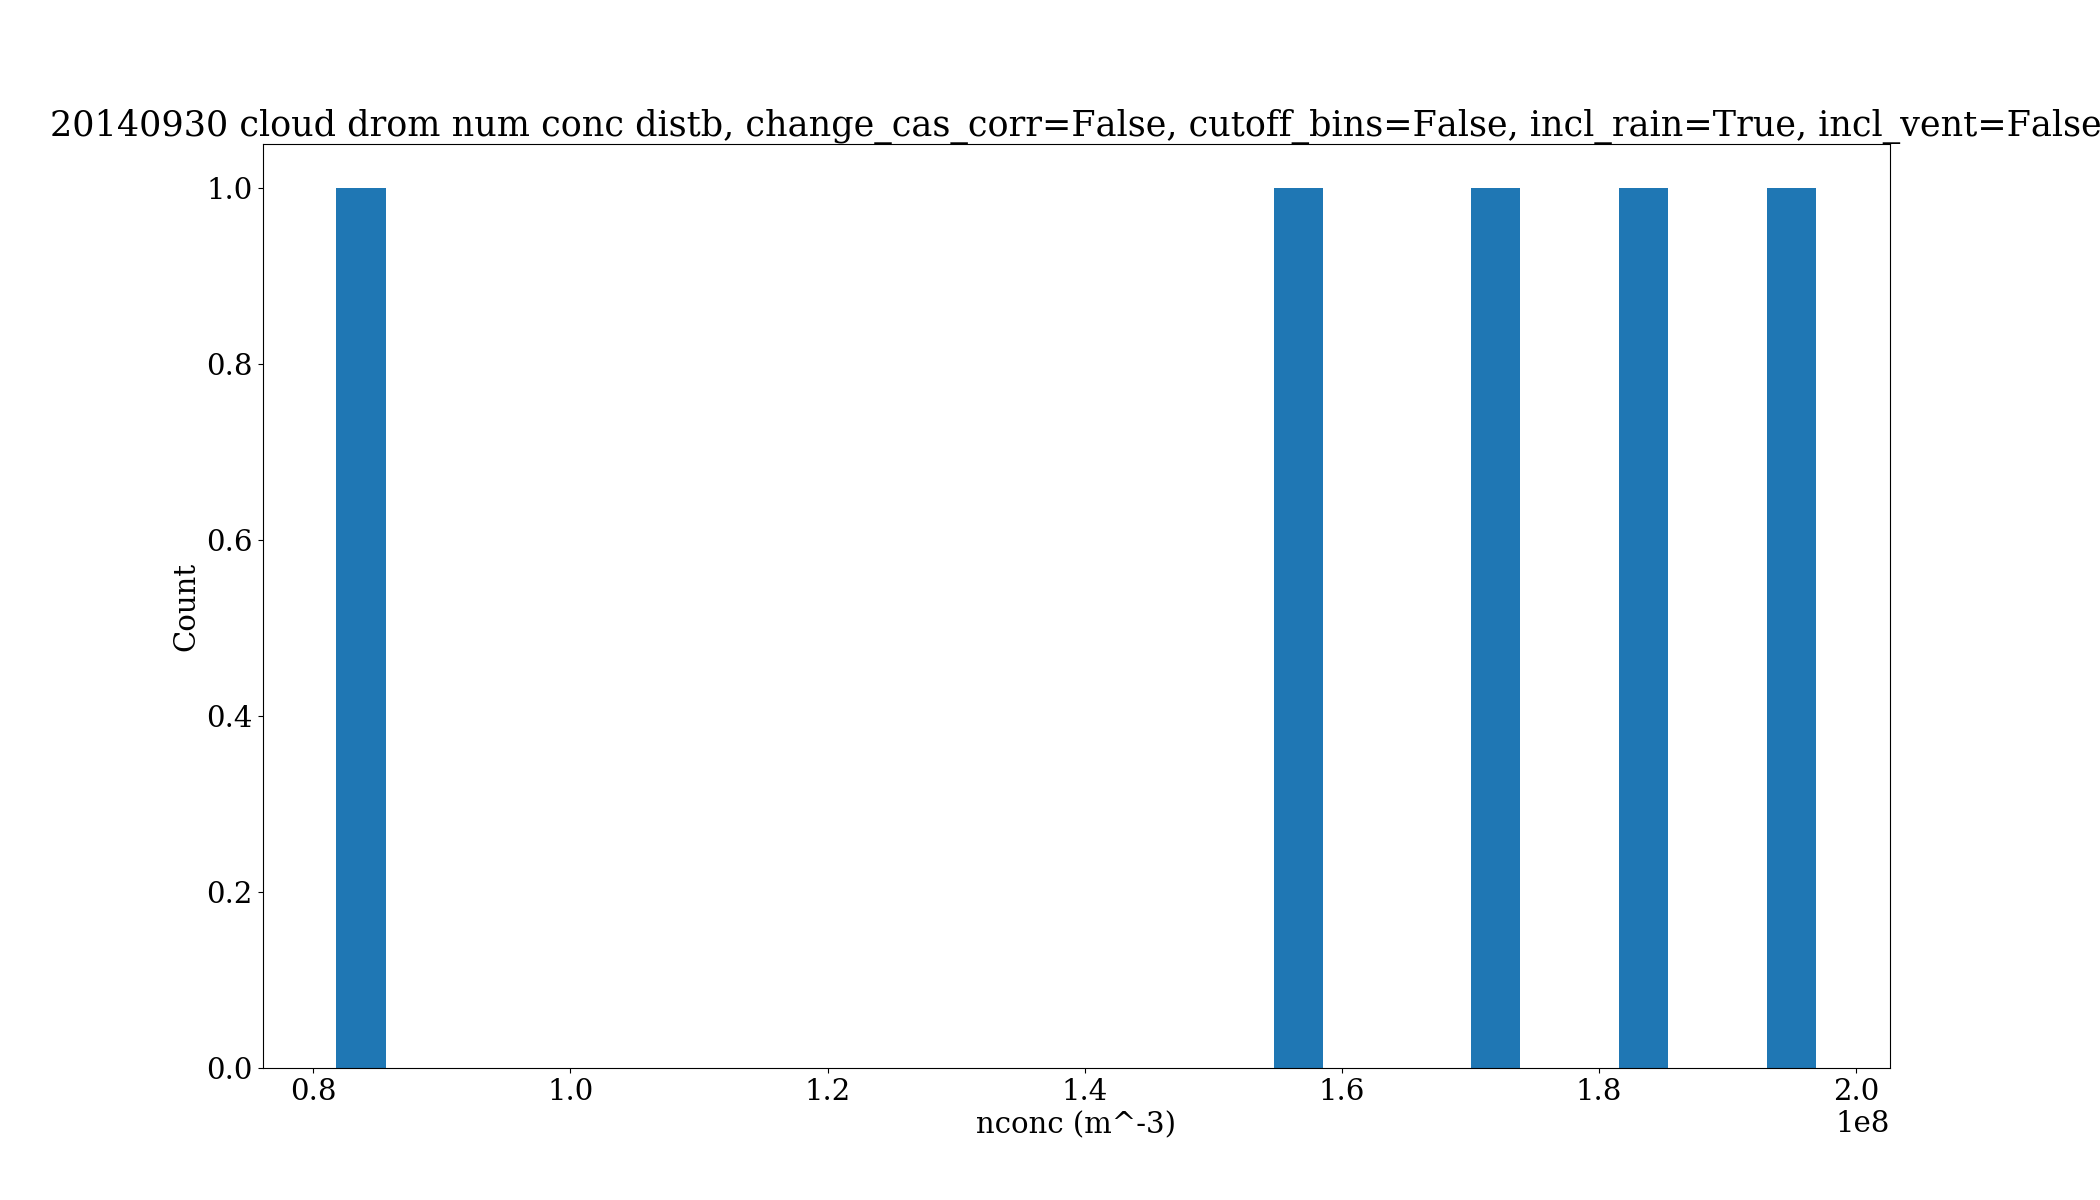 20140930 cloud drom num conc distb, change_cas_corr=False, cutoff_bins=False, incl_rain=True, incl_vent=False
1.0
0.8
0.6
0.4
0.2
0.0
Count
0.8 1.0 1.2 1.4 1.6 1.8 2.0
nconc (m^-3)
1e8